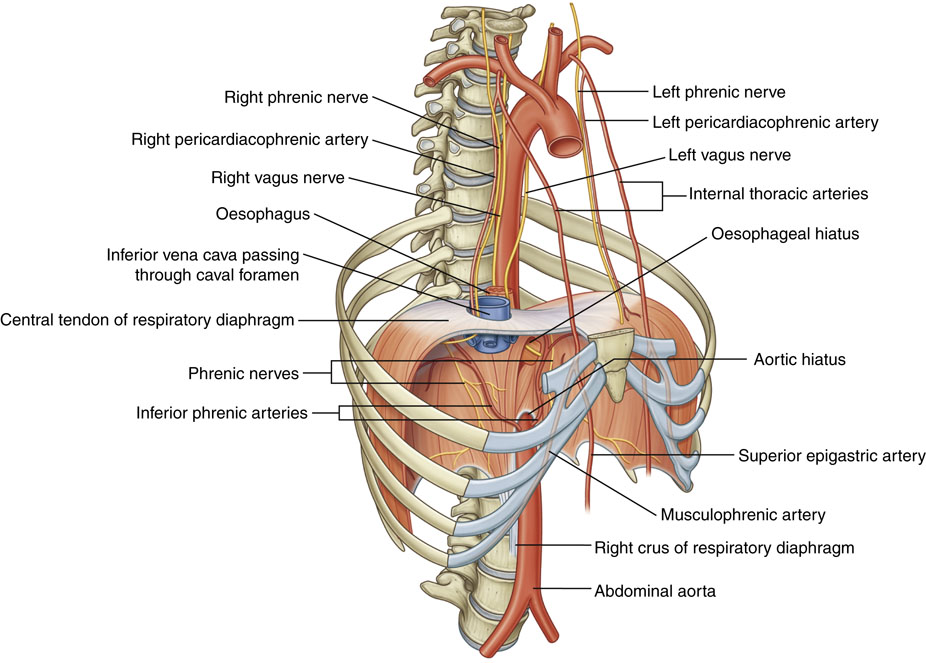 Right phrenic nerve
Right pericardiacophrenic artery
Right vagus nerve
Oesophagus
Inferior vena cava passing
through caval foramen
Central tendon of respiratory diaphragm
Phrenic nerves
Inferior phrenic arteries
Left phrenic nerve
Left pericardiacophrenic artery
Left vagus nerve
Internal thoracic arteries
Oesophageal hiatus
Aortic hiatus
Superior epigastric artery
Musculophrenic artery
Right crus of respiratory diaphragm
Abdominal aorta